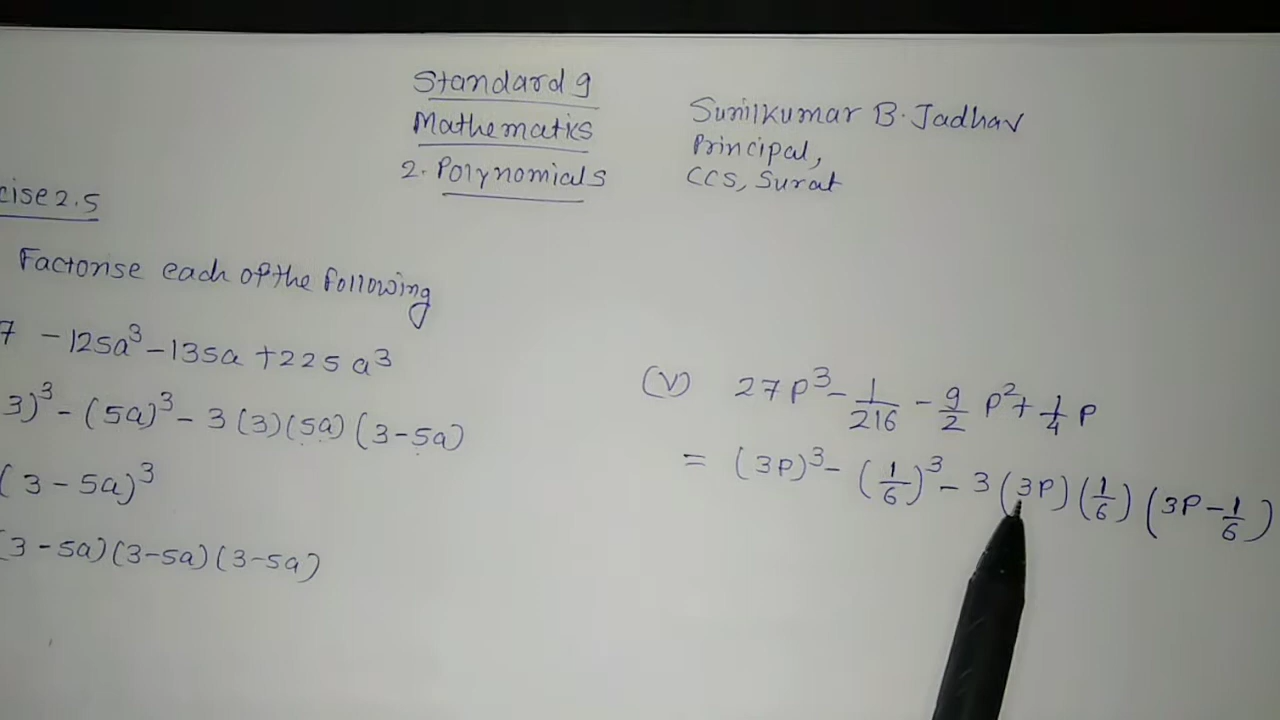 Standard 9
Mathematics
2. Polynomials
Sunilkumar B. Jadhav
Principal,
CCS, Surat
cise 2.5
Factorise each of the following
7 - 125a³ - 135a + 225a³
3)³ - (5a)³ - 3(3)(5a)(3-5a)
(3-5a)³
(3-5a)(3-5a)(3-5a)
(V) 27p³ - 1/216 - 9/2 p² + 1/4 p
= (3p)³ - (1/6)³ - 3(3p)(1/6)(3p - 1/6)